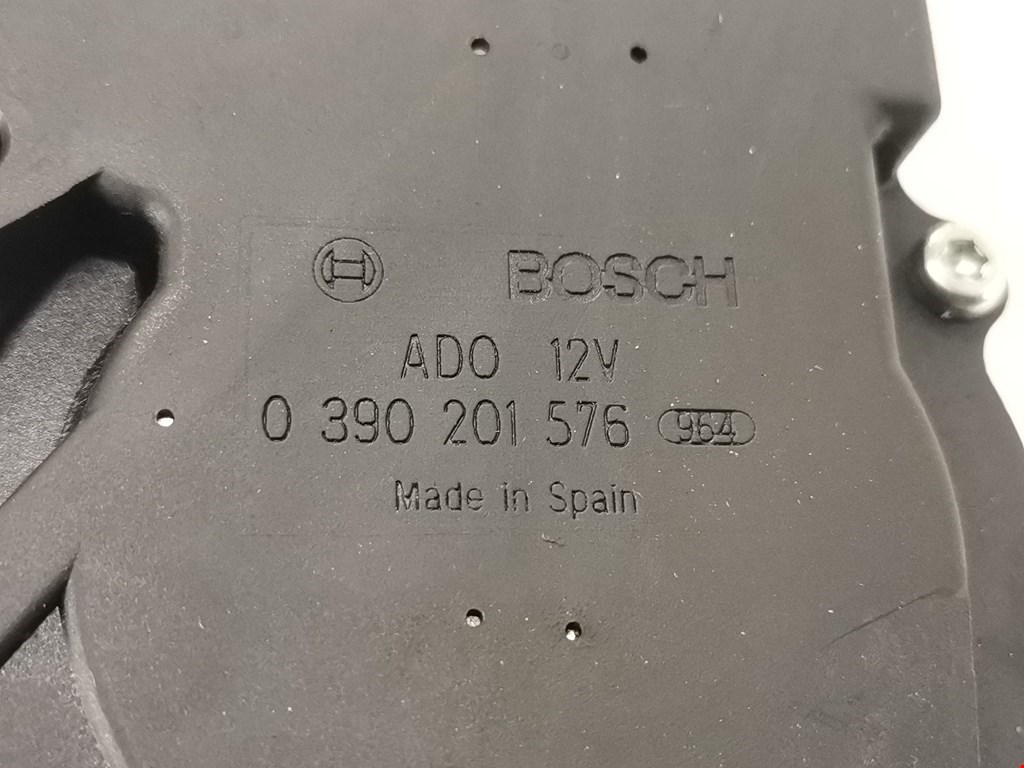 BOSCH
ADO 12V
0 390 201 576 964
Made in Spain